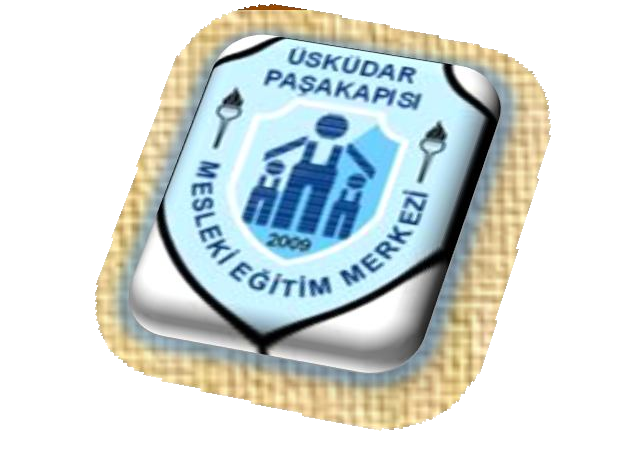 ÜSKÜDAR
PAŞAKAPISI
2009
MESLEKİ EĞİTİM MERKEZİ